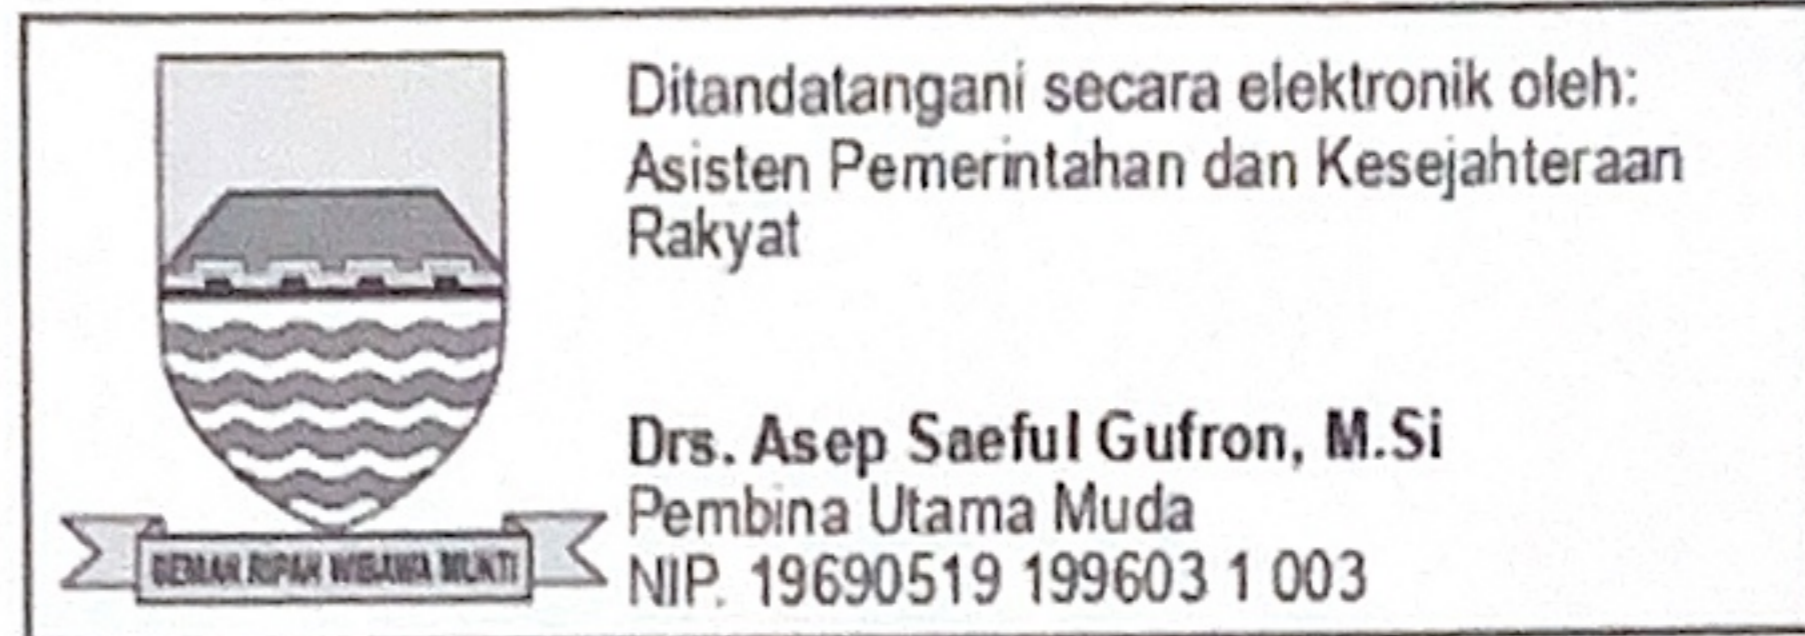 Ditandatangani secara elektronik oleh:
Asisten Pemerintahan dan Kesejahteraan
Rakyat
Drs. Asep Saeful Gufron, M.Si
Pembina Utama Muda
NIP. 19690519 199603 1 003
GEMAH RIPAH WIBAWA MUKTI